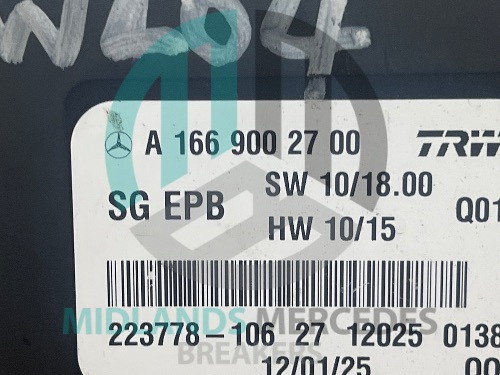 W204
A 166 900 27 00 TRW
SG EPB SW 10/18.00 Q01
HW 10/15
MIDLANDS MERCEDES
223778-106 27 12025 0138
BREAKERS
12/01/25